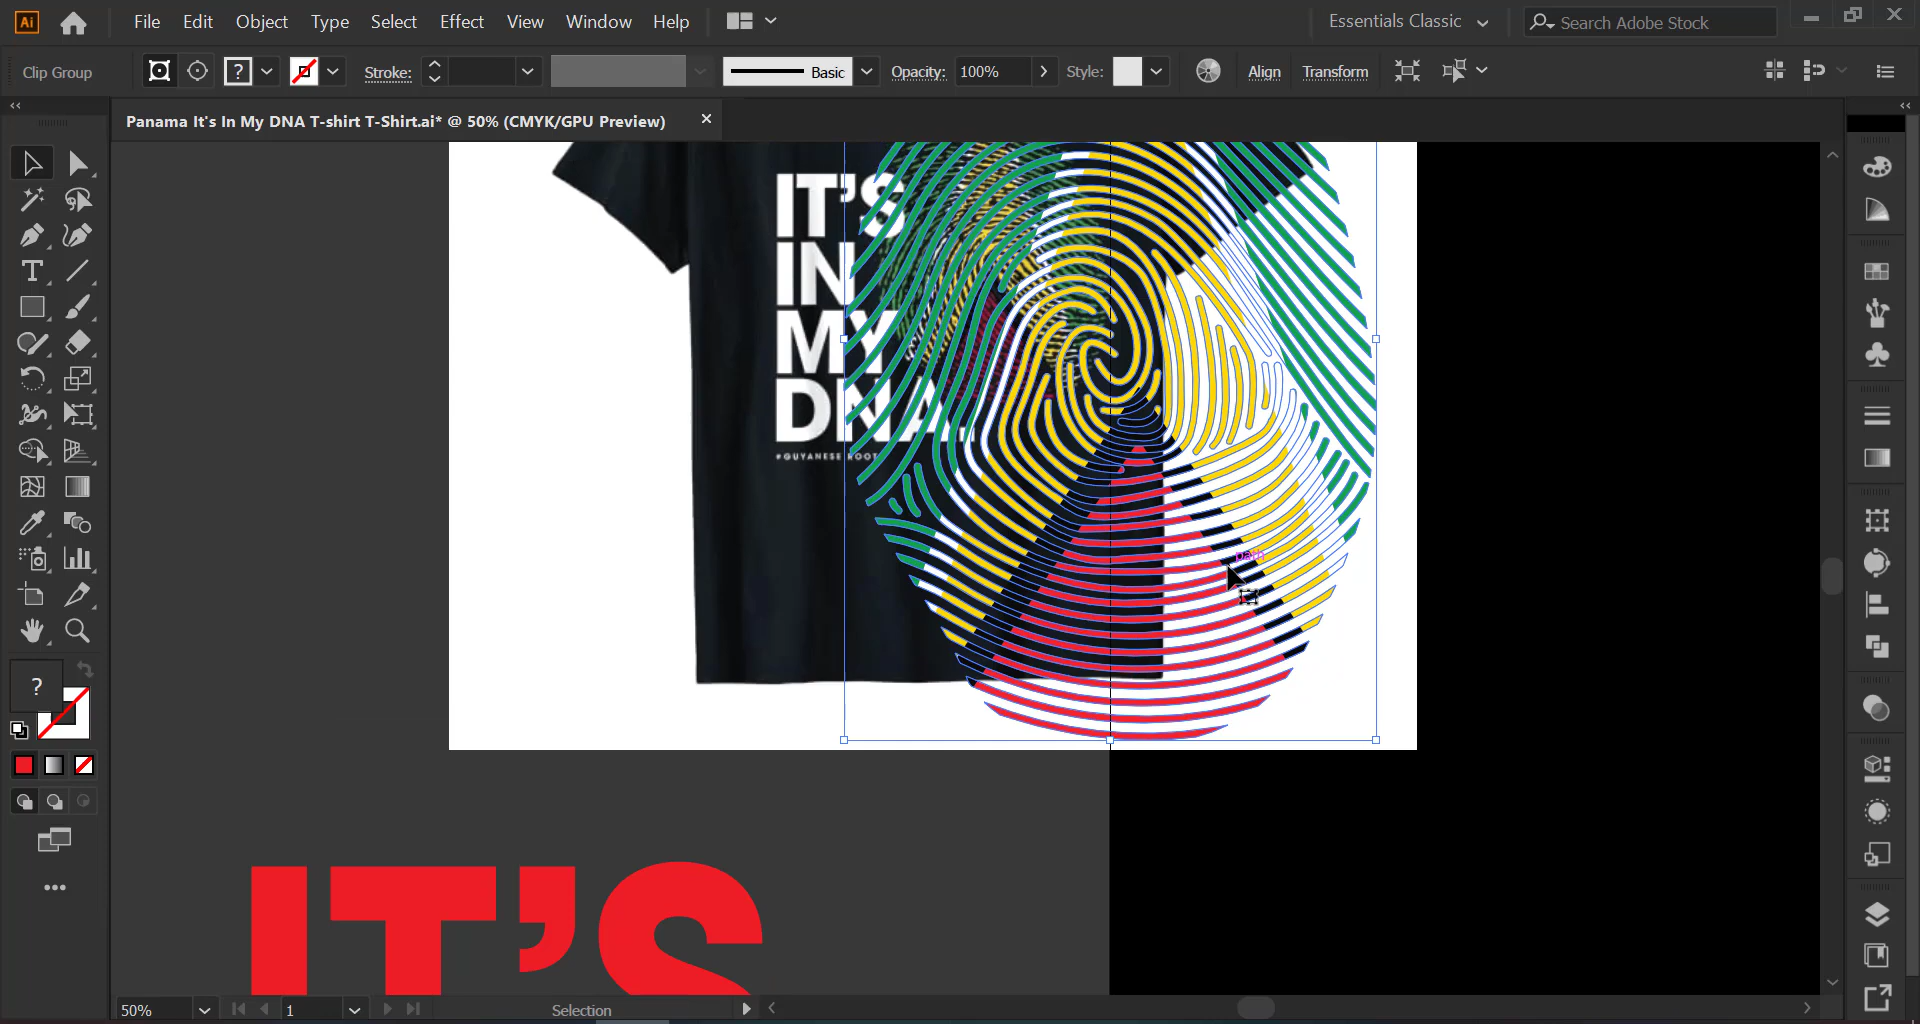 Ai File Edit Object Type Select Effect View Window Help Essentials Classic Search Adobe Stock
Clip Group ? Stroke: Basic Opacity: 100% Style: Align Transform
Panama It's In My DNA T-shirt T-Shirt.ai* @ 50% (CMYK/GPU Preview)
IT'S
IN
MY
DNA
#GUYANESE ROOT
path
?
IT'S
50% 1 Selection